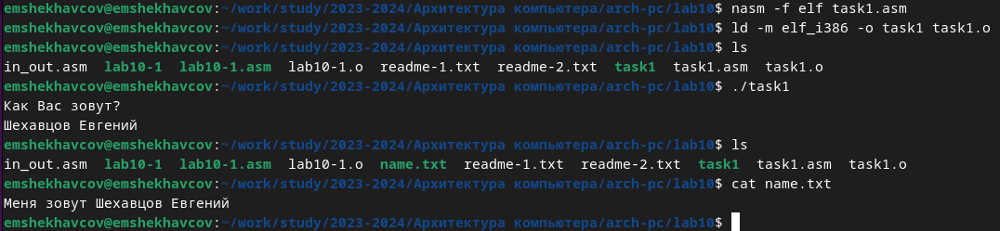 emshekhavcov@emshekhavcov:~/work/study/2023-2024/Архитектура компьютера/arch-pc/lab10$ nasm -f elf task1.asm
emshekhavcov@emshekhavcov:~/work/study/2023-2024/Архитектура компьютера/arch-pc/lab10$ ld -m elf_i386 -o task1 task1.o
emshekhavcov@emshekhavcov:~/work/study/2023-2024/Архитектура компьютера/arch-pc/lab10$ ls
in_out.asm  lab10-1  lab10-1.asm  lab10-1.o  readme-1.txt  readme-2.txt  task1  task1.asm  task1.o
emshekhavcov@emshekhavcov:~/work/study/2023-2024/Архитектура компьютера/arch-pc/lab10$ ./task1
Как Вас зовут?
Шехавцов Евгений
emshekhavcov@emshekhavcov:~/work/study/2023-2024/Архитектура компьютера/arch-pc/lab10$ ls
in_out.asm  lab10-1  lab10-1.asm  lab10-1.o  name.txt  readme-1.txt  readme-2.txt  task1  task1.asm  task1.o
emshekhavcov@emshekhavcov:~/work/study/2023-2024/Архитектура компьютера/arch-pc/lab10$ cat name.txt
Меня зовут Шехавцов Евгений
emshekhavcov@emshekhavcov:~/work/study/2023-2024/Архитектура компьютера/arch-pc/lab10$